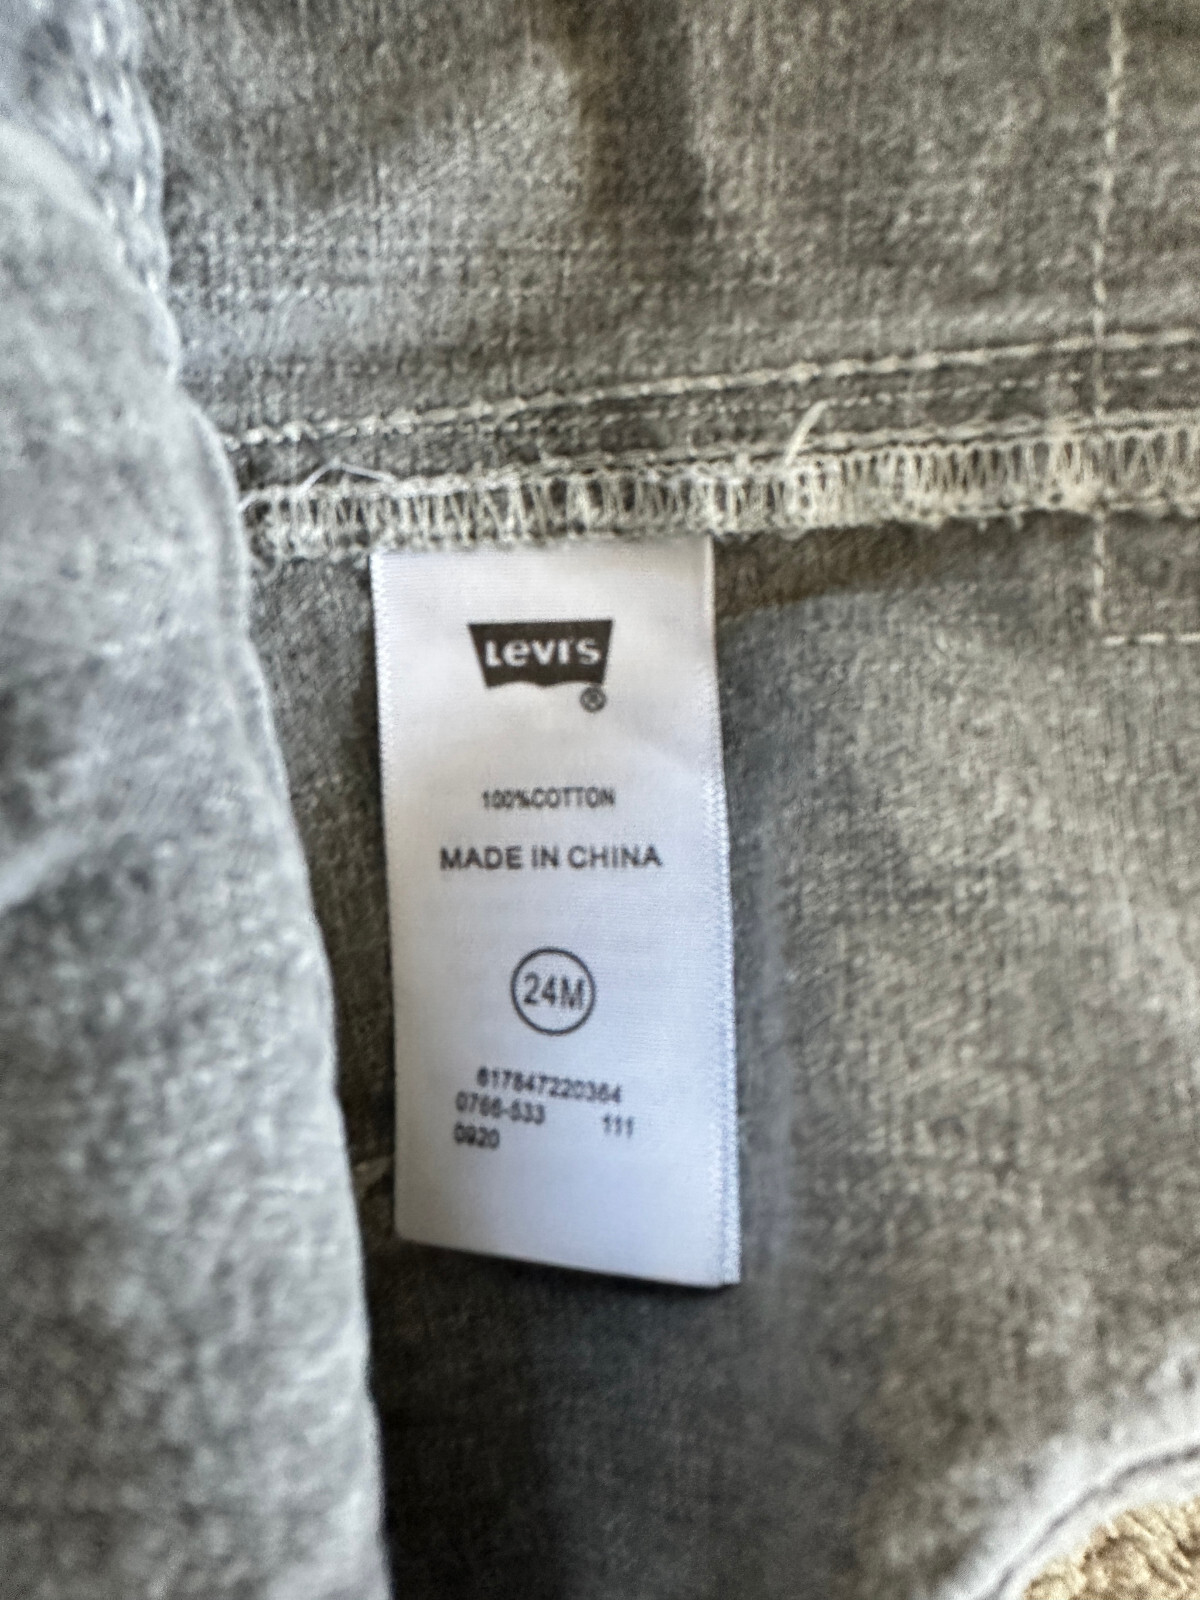 Levi's
®
100%COTTON
MADE IN CHINA
24M
617847220364
0766-533 111
0920